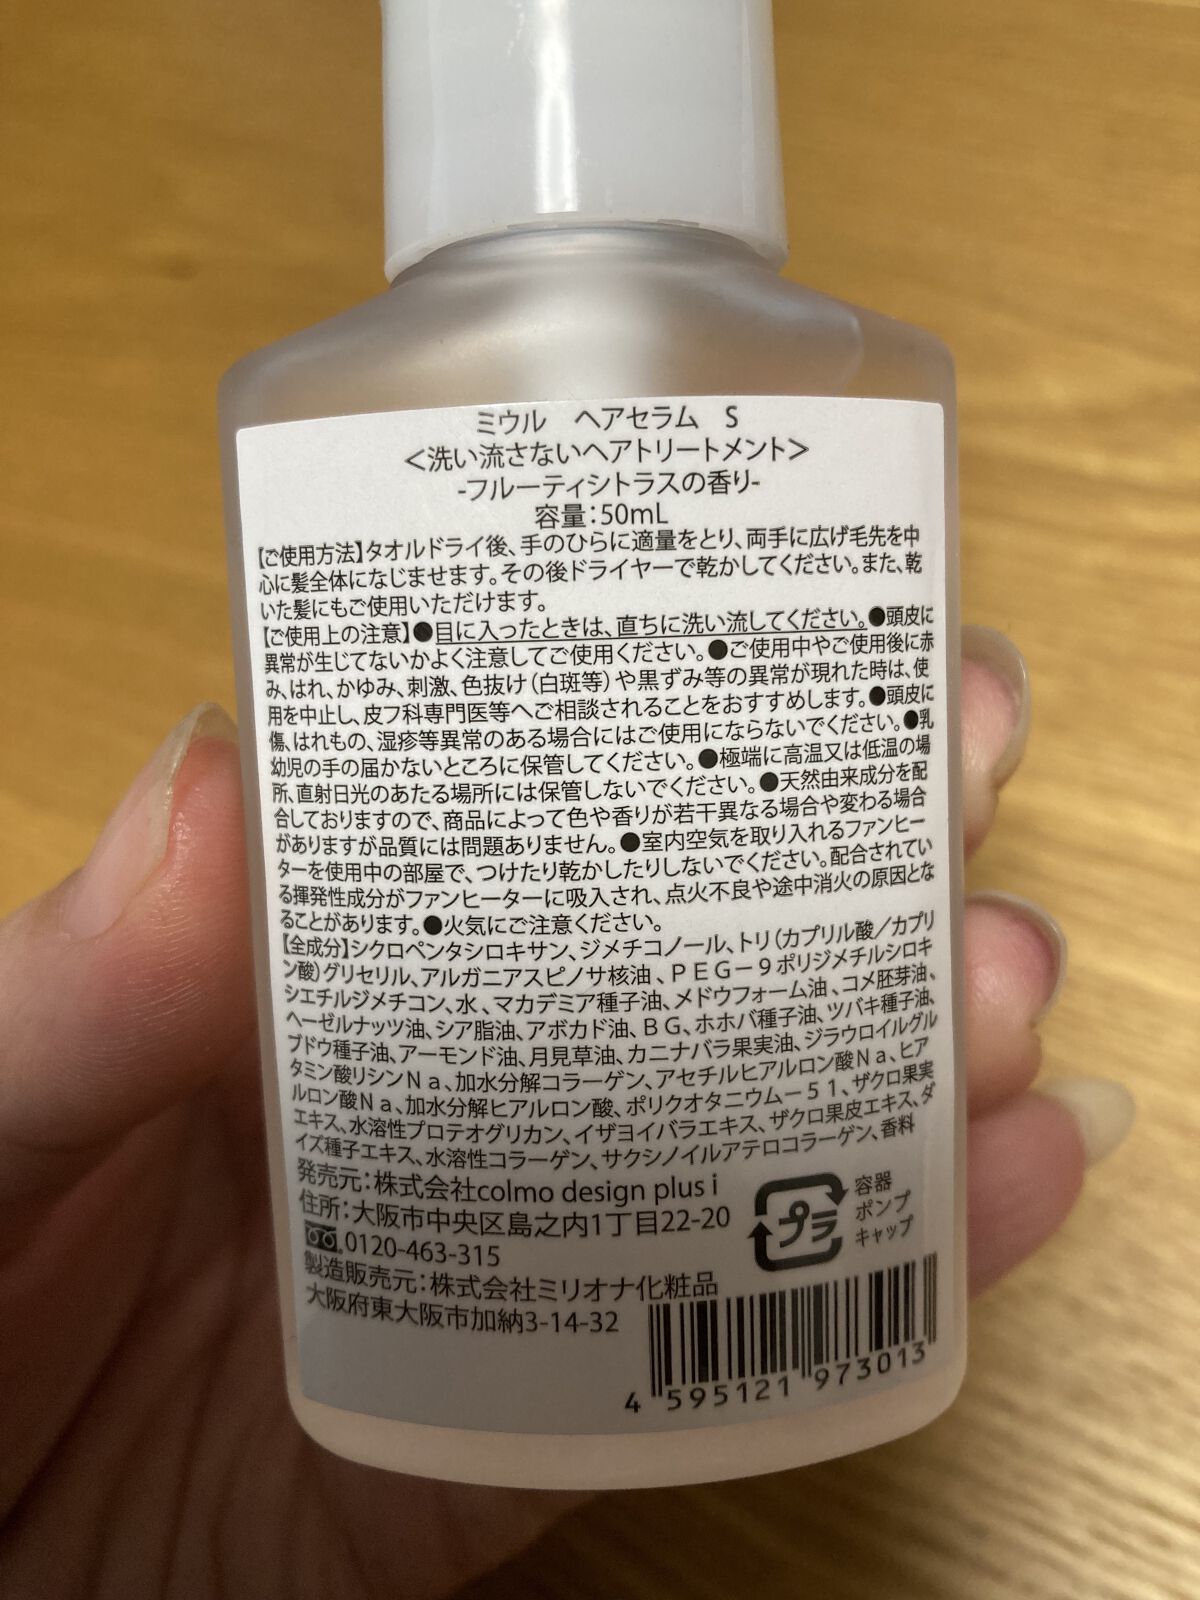 ミウル　ヘアセラム　S
＜洗い流さないヘアトリートメント＞
-フルーティシトラスの香り-
容量：50mL
【ご使用方法】タオルドライ後、手のひらに適量をとり、両手に広げ毛先を中
心に髪全体になじませます。その後ドライヤーで乾かしてください。また、乾
いた髪にもご使用いただけます。
【ご使用上の注意】●目に入ったときは、直ちに洗い流してください。●頭皮に
異常が生じてないかよく注意してご使用ください。●ご使用中やご使用後に赤
み、はれ、かゆみ、刺激、色抜け（白斑等）や黒ずみ等の異常が現れた時は、使
用を中止し、皮フ科専門医等へご相談されることをおすすめします。●頭皮に
傷、はれもの、湿疹等異常のある場合にはご使用にならないでください。●乳
幼児の手の届かないところに保管してください。●極端に高温又は低温の場
所、直射日光のあたる場所には保管しないでください。●天然由来成分を配
合しておりますので、商品によって色や香りが若干異なる場合や変わる場合
がありますが品質には問題ありません。●室内空気を取り入れるファンヒー
ターを使用中の部屋で、つけたり乾かしたりしないでください。配合されてい
る揮発性成分がファンヒーターに吸入され、点火不良や途中消火の原因とな
ることがあります。●火気にご注意ください。
【全成分】シクロペンタシロキサン、ジメチコノール、トリ（カプリル酸／カプリ
ン酸）グリセリル、アルガニアスピノサ核油、ＰＥＧ－９ポリジメチルシロキ
シエチルジメチコン、水、マカデミア種子油、メドウフォーム油、コメ胚芽油、
ヘーゼルナッツ油、シア脂油、アボカド油、ＢＧ、ホホバ種子油、ツバキ種子油、
ブドウ種子油、アーモンド油、月見草油、カニナバラ果実油、ジラウロイルグル
タミン酸リシンＮａ、加水分解コラーゲン、アセチルヒアルロン酸Ｎａ、ヒア
ルロン酸Ｎａ、加水分解ヒアルロン酸、ポリクオタニウム－５１、ザクロ果実
エキス、水溶性プロテオグリカン、イザヨイバラエキス、ザクロ果皮エキス、ダ
イズ種子エキス、水溶性コラーゲン、サクシノイルアテロコラーゲン、香料
発売元：株式会社colmo design plus i
住所：大阪市中央区島之内1丁目22-20
0120-463-315
製造販売元：株式会社ミリオナ化粧品
大阪府東大阪市加納3-14-32
プラ
容器
ポンプ
キャップ
4 595121 973013